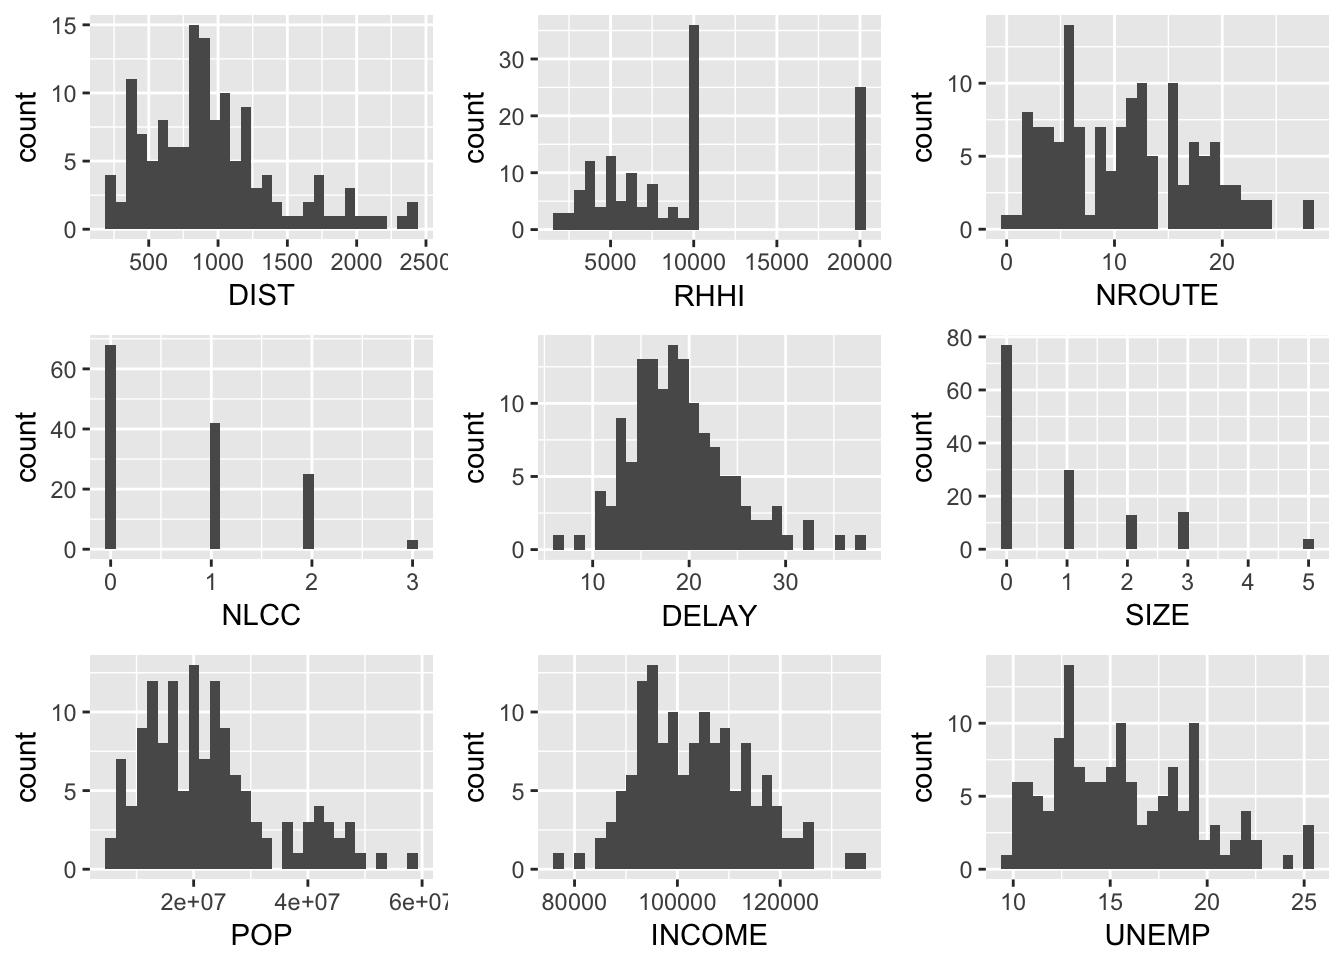 count
15
10
5
0
500 1000 1500 2000 2500
DIST
count
30
20
10
0
5000 10000 15000 20000
RHHI
count
10
5
0
0 10 20
NROUTE
count
60
40
20
0
0 1 2 3
NLCC
count
10
5
0
10 20 30
DELAY
count
80
60
40
20
0
0 1 2 3 4 5
SIZE
count
10
5
0
2e+07 4e+07 6e+07
POP
count
10
5
0
80000 100000 120000
INCOME
count
10
5
0
10 15 20 25
UNEMP